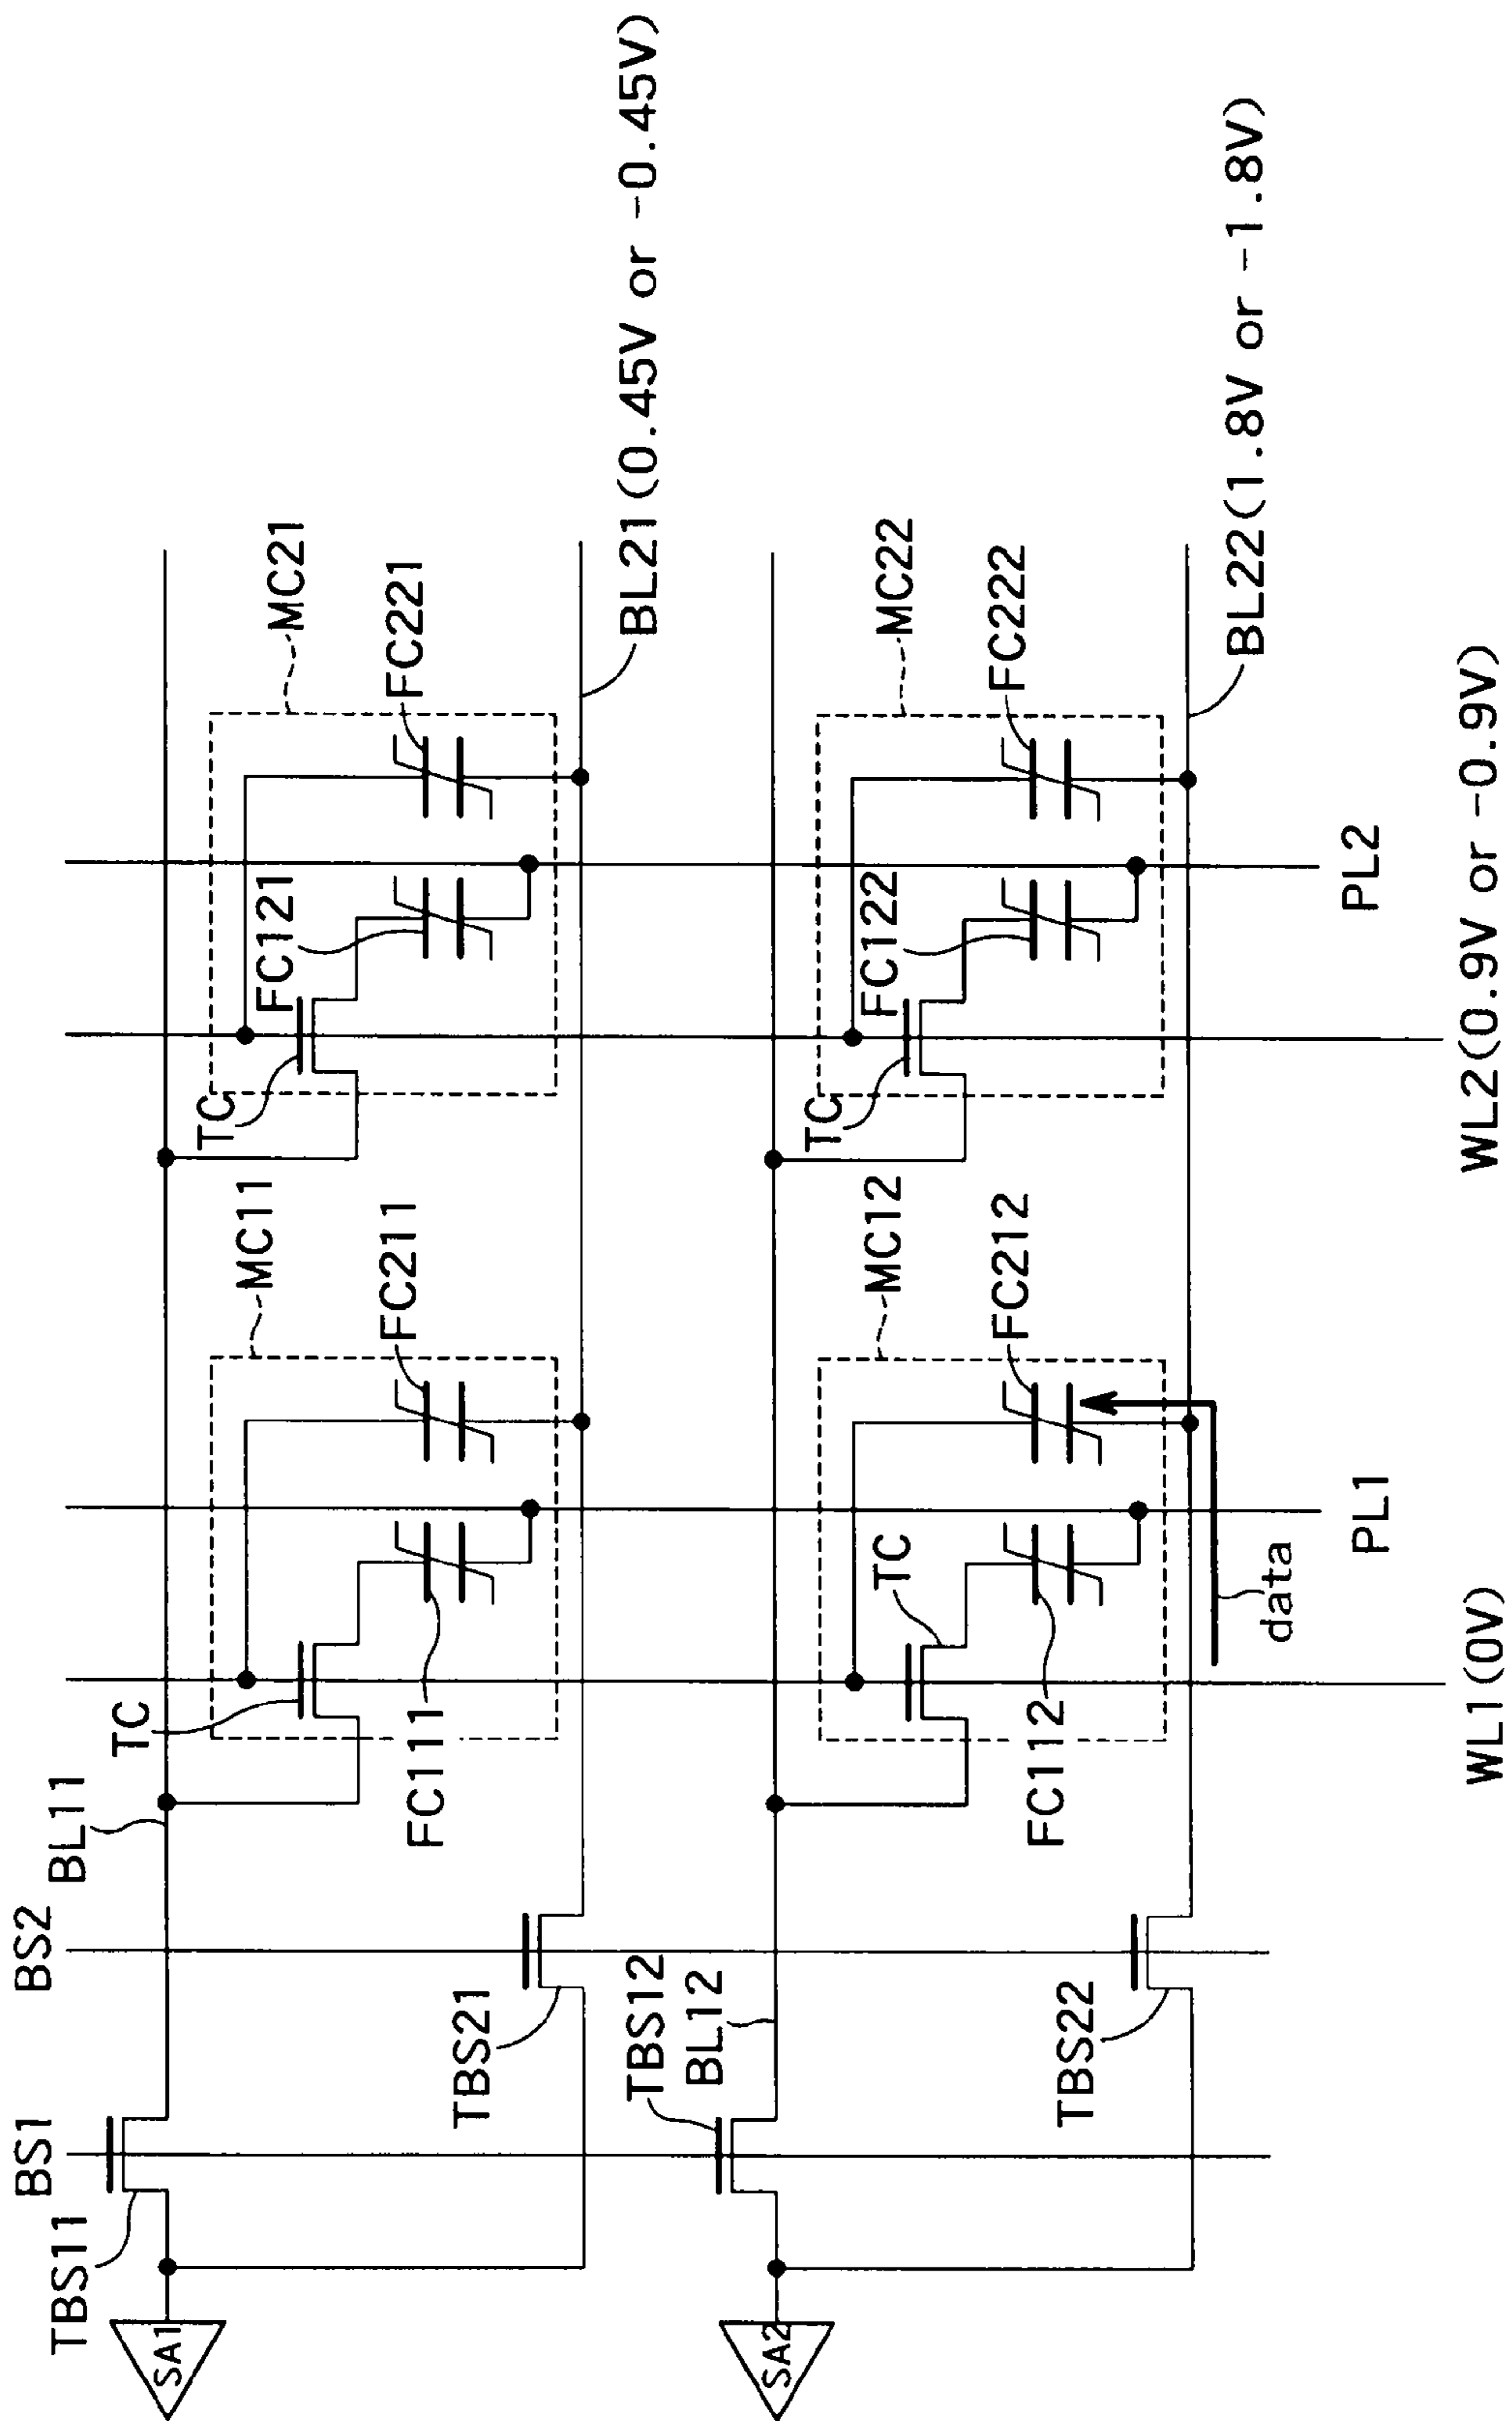 BS1
BS2
TBS11
BL11
SA1
TC
MC11
FC111
FC211
TC
MC21
FC121
FC221
TBS21
BL21(0.45V or -0.45V)
TBS12
BL12
SA2
TC
MC12
FC112
FC212
TC
MC22
FC122
FC222
TBS22
data
BL22(1.8V or -1.8V)
PL1
PL2
WL1(0V)
WL2(0.9V or -0.9V)